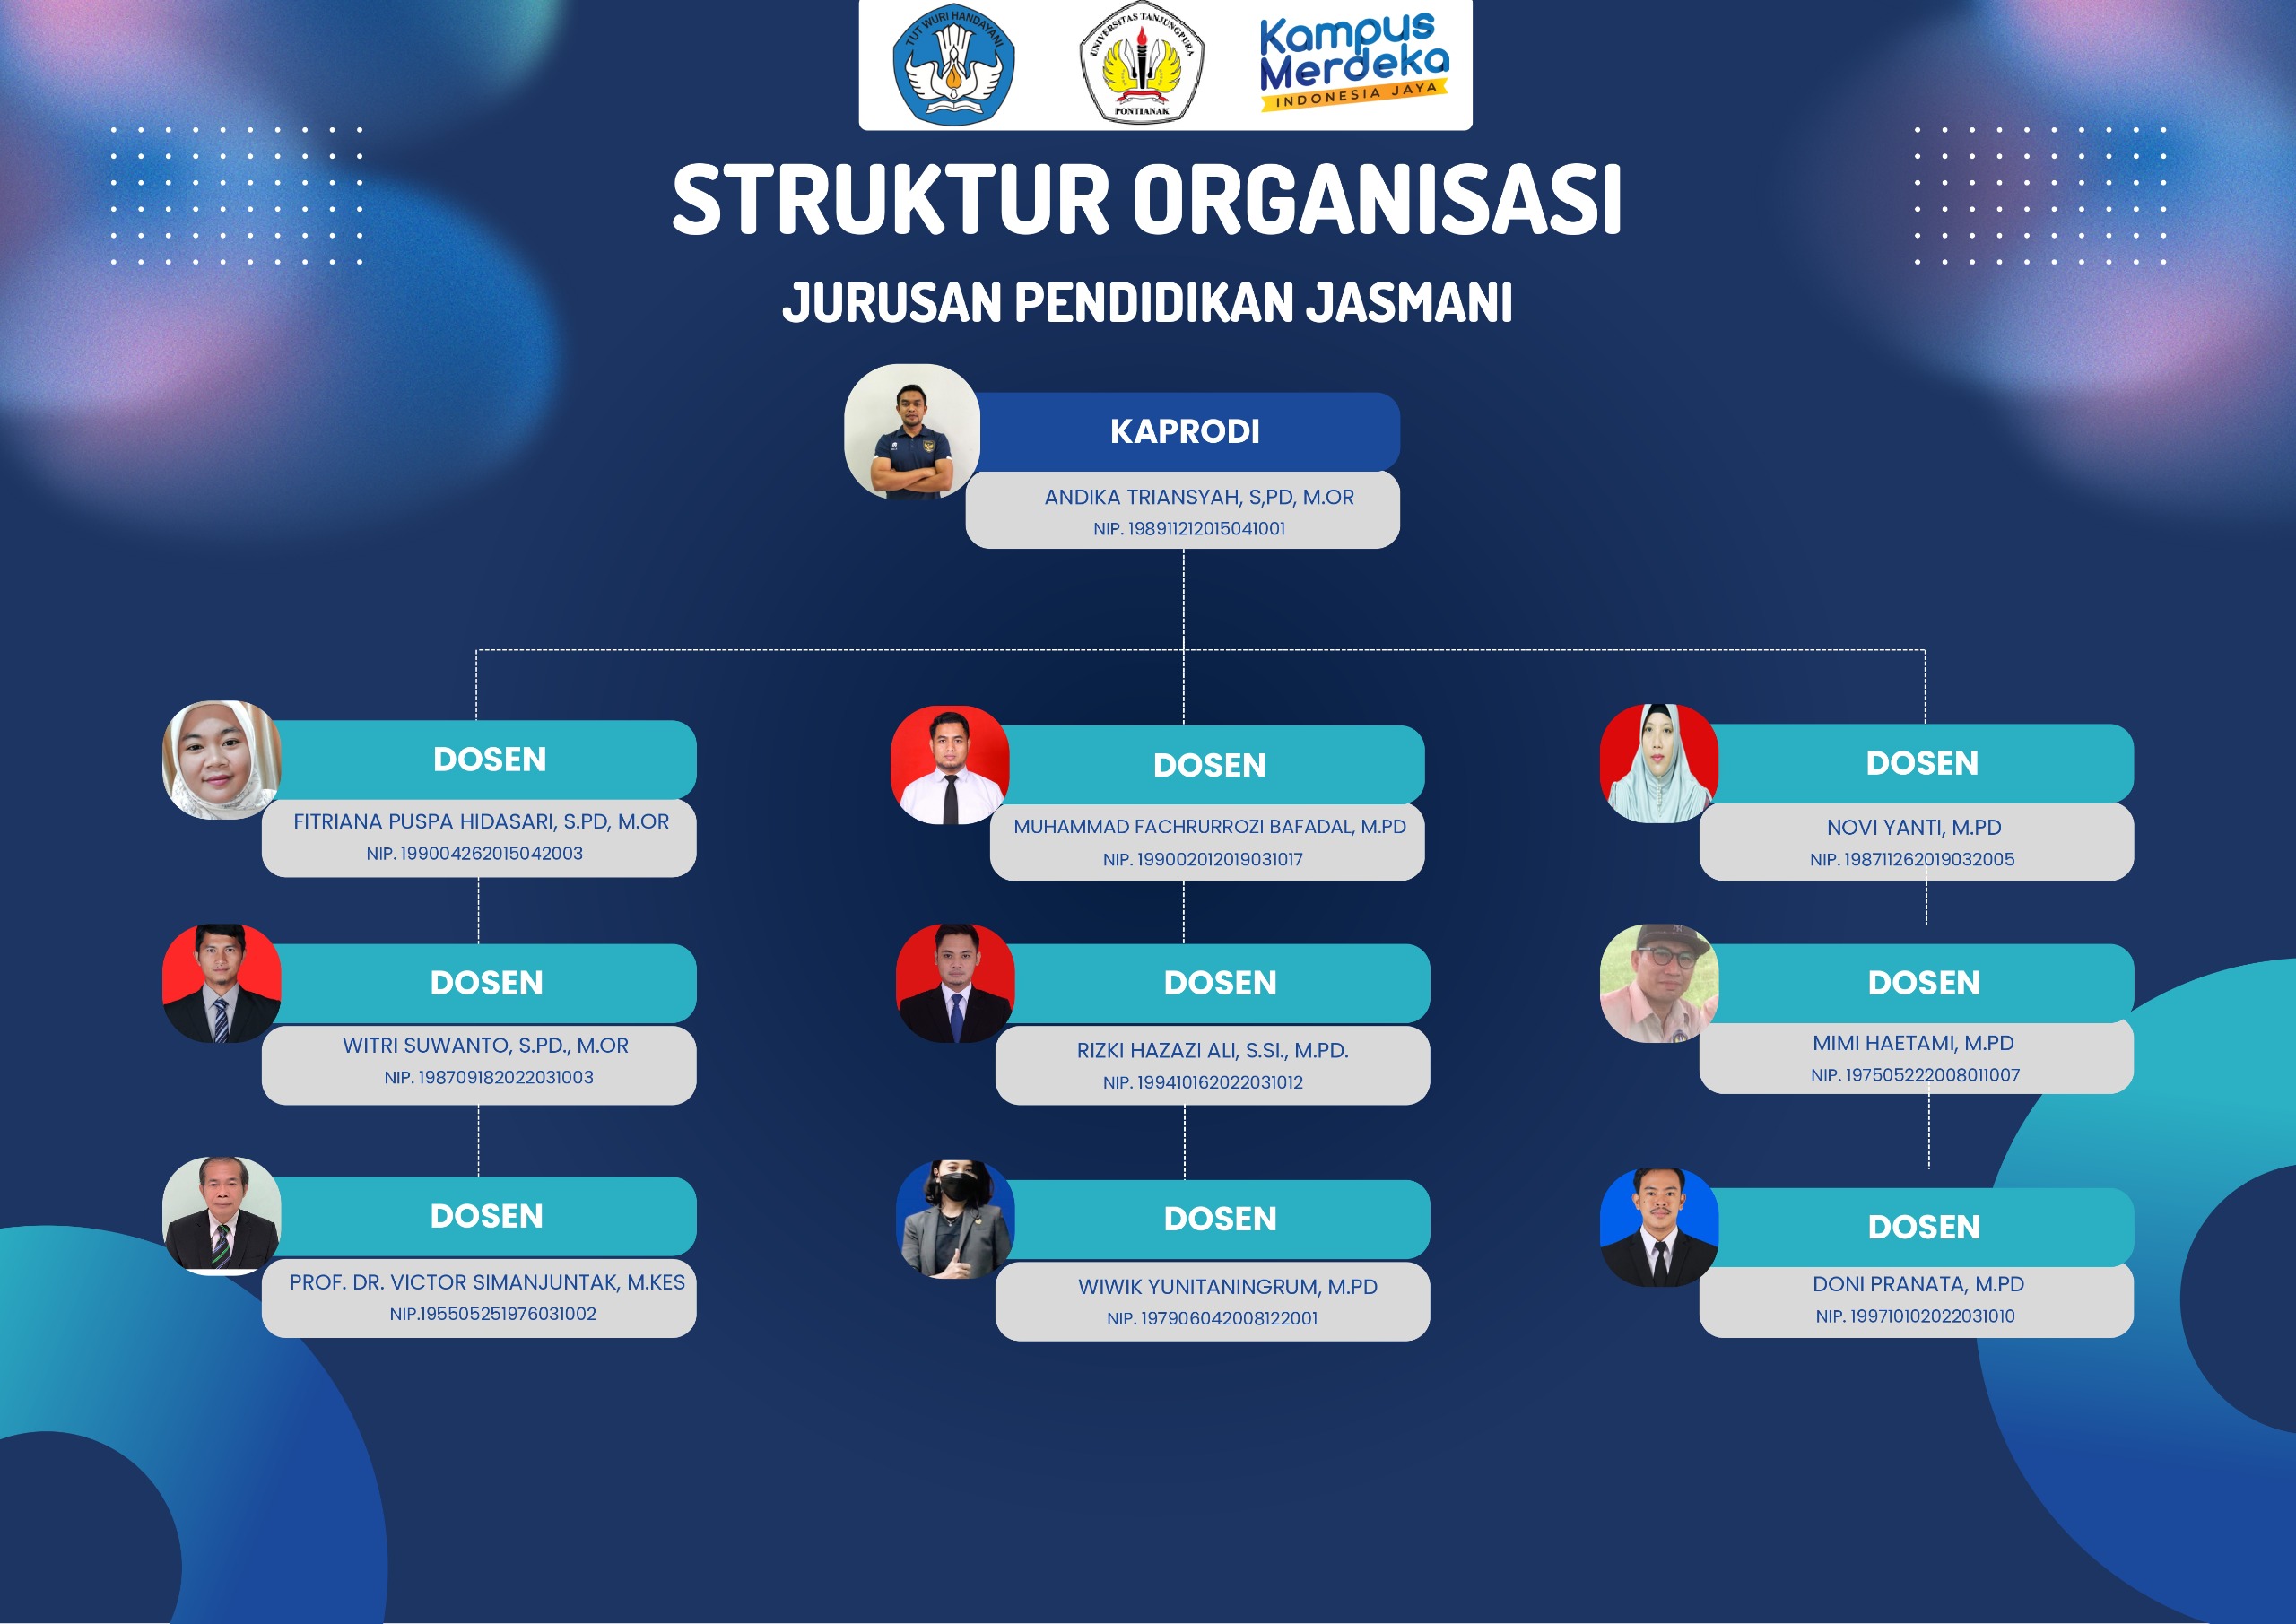 TUT WURI HANDAYANI
UNIVERSITAS TANJUNGPURA
PONTIANAK
Kampus
Merdeka
INDONESIA JAYA
STRUKTUR ORGANISASI
JURUSAN PENDIDIKAN JASMANI
KAPRODI
ANDIKA TRIANSYAH, S,PD, M.OR
NIP. 198911212015041001
DOSEN
FITRIANA PUSPA HIDASARI, S.PD, M.OR
NIP. 199004262015042003
DOSEN
MUHAMMAD FACHRURROZI BAFADAL, M.PD
NIP. 199002012019031017
DOSEN
NOVI YANTI, M.PD
NIP. 198711262019032005
DOSEN
WITRI SUWANTO, S.PD., M.OR
NIP. 198709182022031003
DOSEN
RIZKI HAZAZI ALI, S.SI., M.PD.
NIP. 199410162022031012
DOSEN
MIMI HAETAMI, M.PD
NIP. 197505222008011007
DOSEN
PROF. DR. VICTOR SIMANJUNTAK, M.KES
NIP.195505251976031002
DOSEN
WIWIK YUNITANINGRUM, M.PD
NIP. 197906042008122001
DOSEN
DONI PRANATA, M.PD
NIP. 199710102022031010